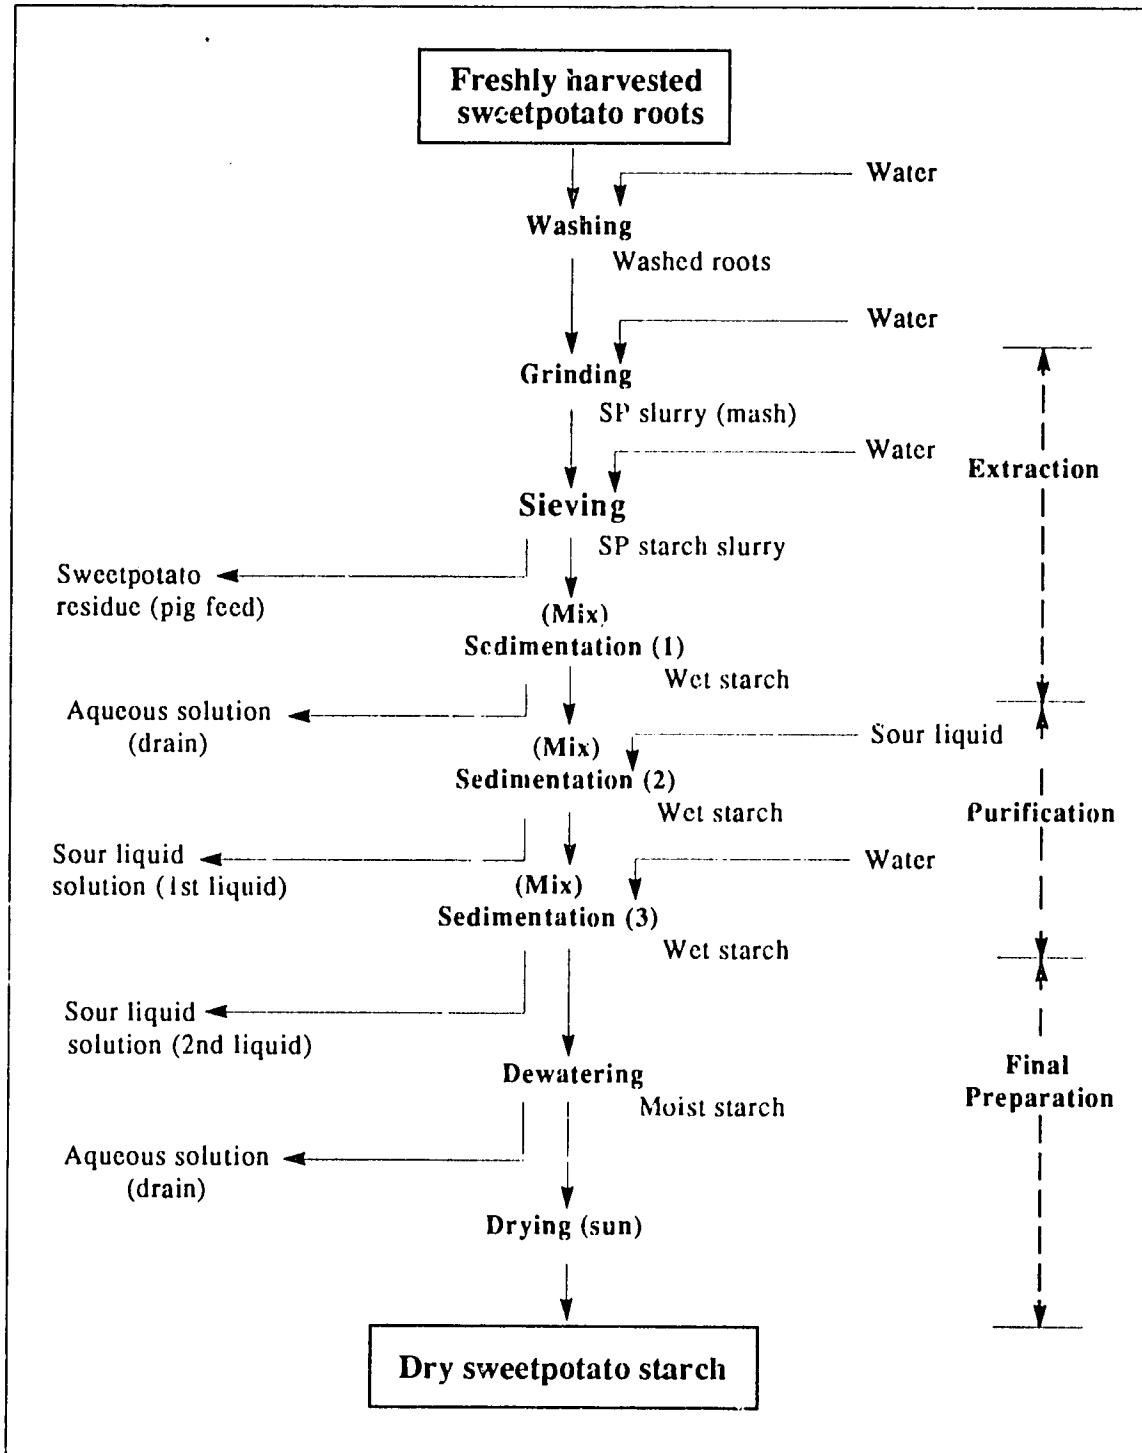 Freshly harvested
sweetpotato roots
Water
Washing
Washed roots
Water
Grinding
SP slurry (mash)
Water
Extraction
Sieving
SP starch slurry
Sweetpotato
residue (pig feed)
(Mix)
Sedimentation (1)
Wet starch
Aqueous solution
(drain)
Sour liquid
(Mix)
Sedimentation (2)
Wet starch
Purification
Sour liquid
solution (1st liquid)
Water
(Mix)
Sedimentation (3)
Wet starch
Sour liquid
solution (2nd liquid)
Final
Preparation
Dewatering
Moist starch
Aqueous solution
(drain)
Drying (sun)
Dry sweetpotato starch